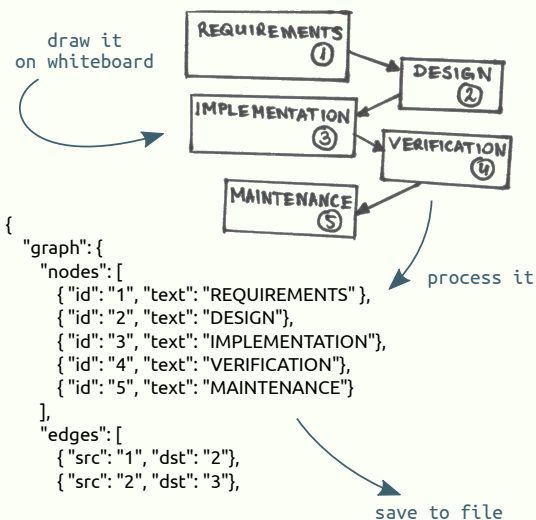 draw it
on whiteboard
REQUIREMENTS
1
DESIGN
2
IMPLEMENTATION
3
VERIFICATION
4
MAINTENANCE
5
process it
{
"graph": {
"nodes": [
{ "id": "1", "text": "REQUIREMENTS" },
{ "id": "2", "text": "DESIGN"},
{ "id": "3", "text": "IMPLEMENTATION"},
{ "id": "4", "text": "VERIFICATION"},
{ "id": "5", "text": "MAINTENANCE"}
],
"edges": [
{ "src": "1", "dst": "2"},
{ "src": "2", "dst": "3"},
save to file